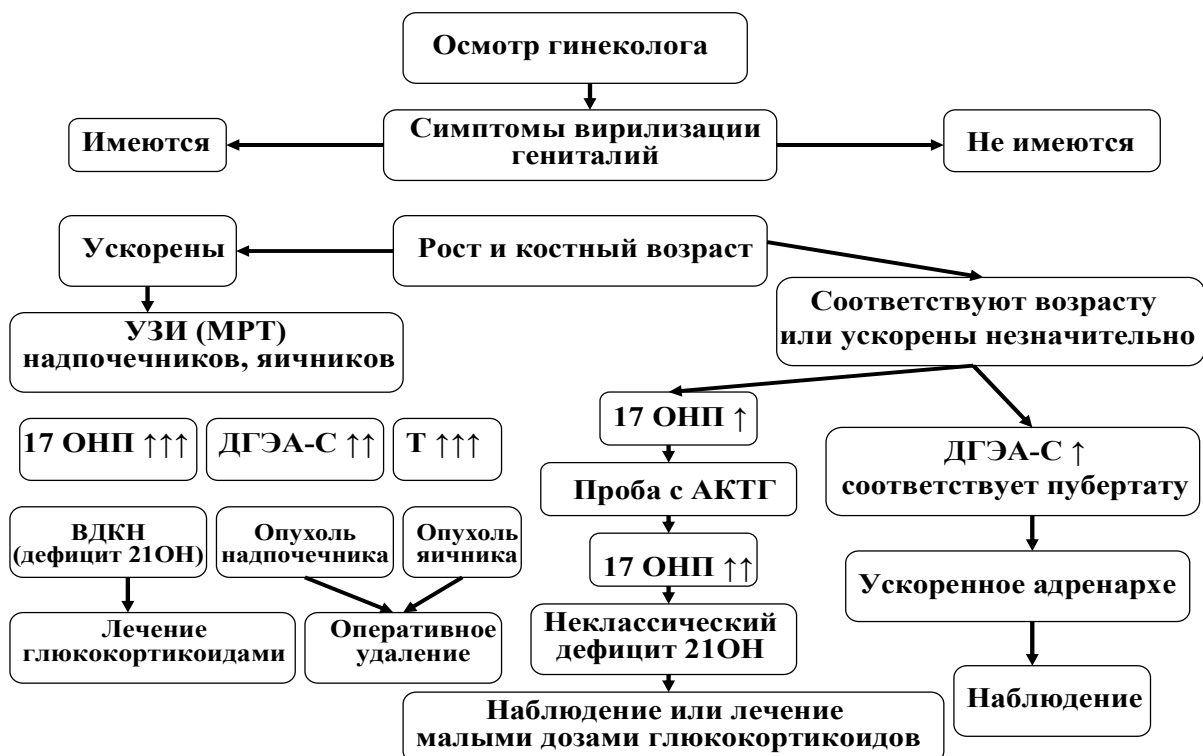 Осмотр гинеколога
Имеются
Симптомы вирилизации
гениталий
Не имеются
Ускорены
Рост и костный возраст
Соответствуют возрасту
или ускорены незначительно
УЗИ (МРТ)
надпочечников, яичников
17 ОНП ↑↑↑
ДГЭА-С ↑↑
Т ↑↑↑
17 ОНП ↑
ДГЭА-С ↑
соответствует пубертату
Проба с АКТГ
ВДКН
(дефицит 21ОН)
Опухоль
надпочечника
Опухоль
яичника
17 ОНП ↑↑
Ускоренное адренархе
Лечение
глюкокортикоидами
Оперативное
удаление
Неклассический
дефицит 21ОН
Наблюдение
Наблюдение или лечение
малыми дозами глюкокортикоидов